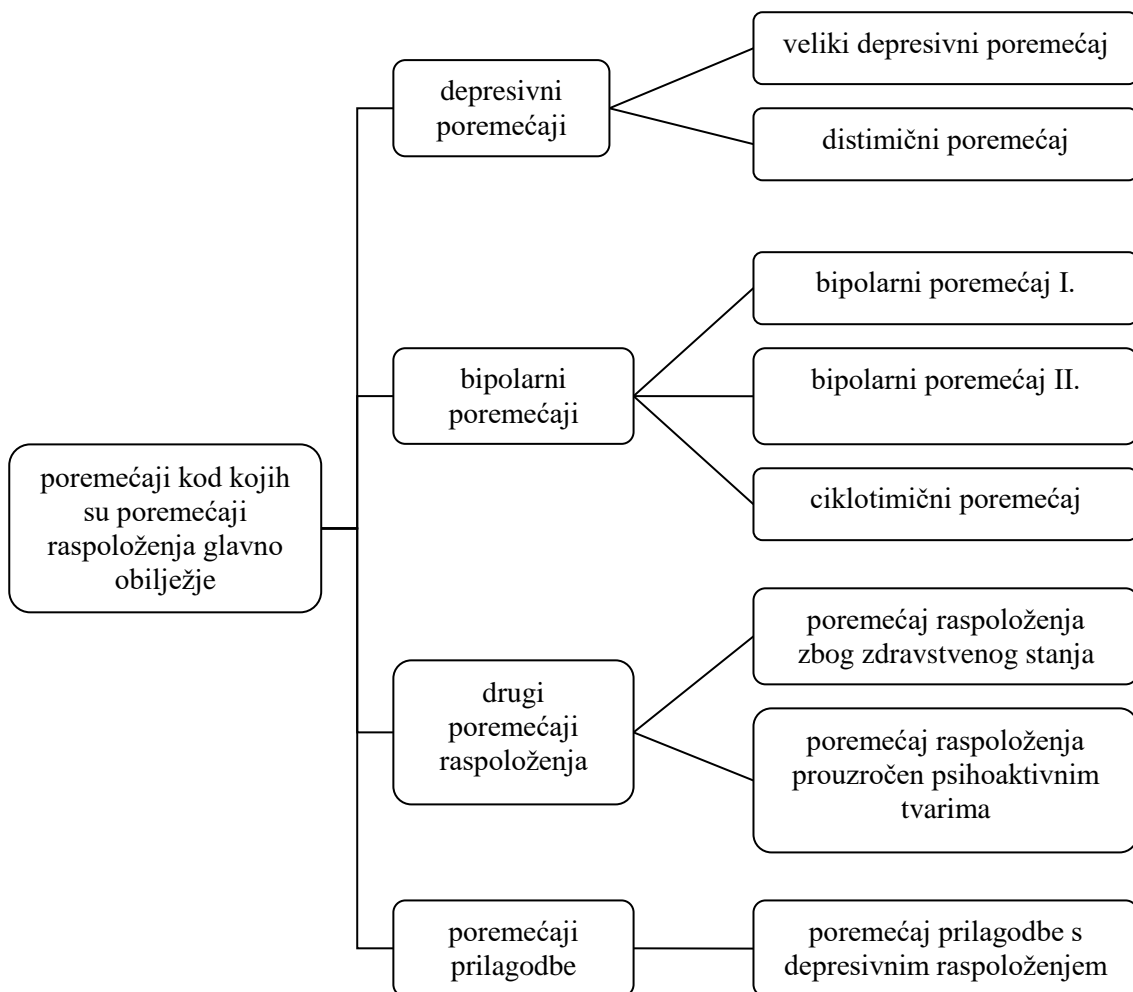 poremećaji kod kojih
su poremećaji
raspoloženja glavno
obilježje
depresivni
poremećaji
veliki depresivni poremećaj
distimični poremećaj
bipolarni
poremećaji
bipolarni poremećaj I.
bipolarni poremećaj II.
ciklotimični poremećaj
drugi
poremećaji
raspoloženja
poremećaj raspoloženja
zbog zdravstvenog stanja
poremećaj raspoloženja
prouzročen psihoaktivnim
tvarima
poremećaji
prilagodbe
poremećaj prilagodbe s
depresivnim raspoloženjem